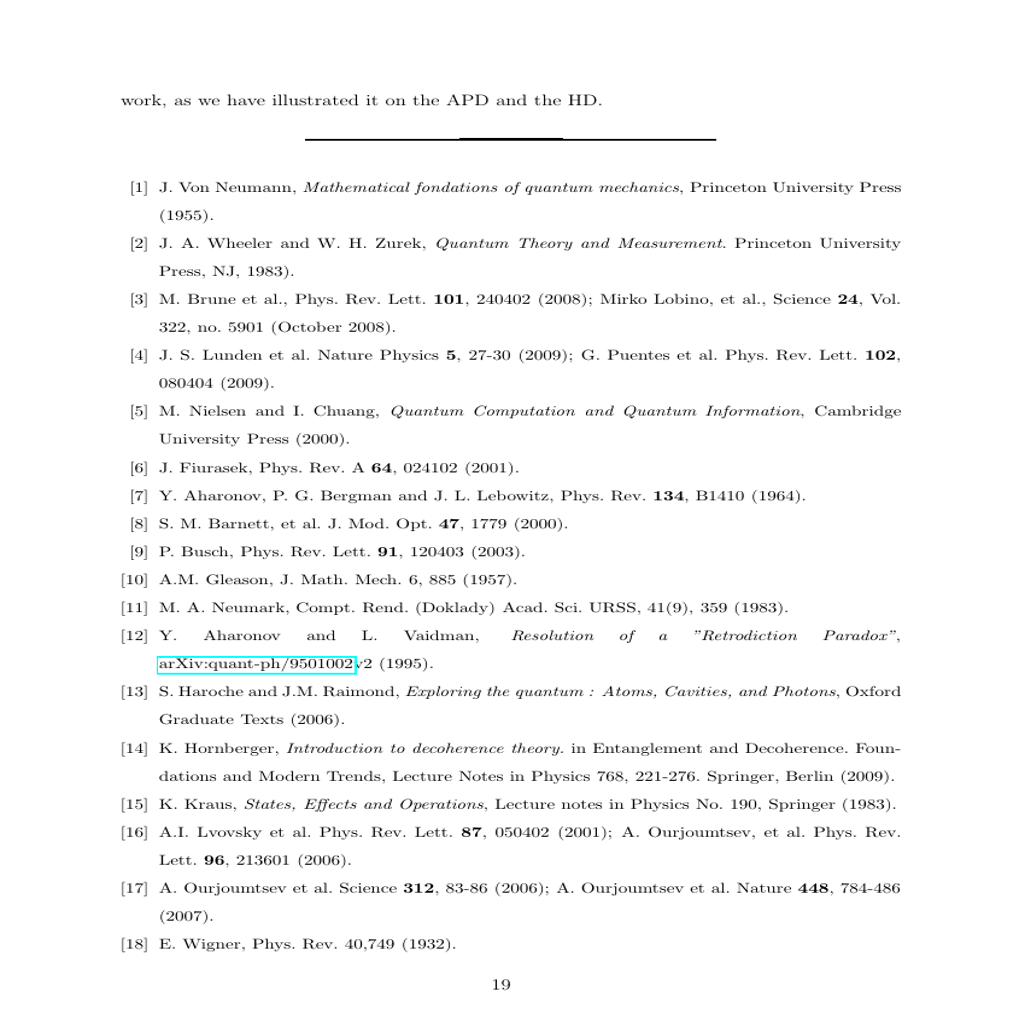 work, as we have illustrated it on the APD and the HD.
[1] J. Von Neumann, Mathematical fondations of quantum mechanics, Princeton University Press
(1955).
[2] J. A. Wheeler and W. H. Zurek, Quantum Theory and Measurement. Princeton University
Press, NJ, 1983).
[3] M. Brune et al., Phys. Rev. Lett. 101, 240402 (2008); Mirko Lobino, et al., Science 24, Vol.
322, no. 5901 (October 2008).
[4] J. S. Lunden et al. Nature Physics 5, 27-30 (2009); G. Puentes et al. Phys. Rev. Lett. 102,
080404 (2009).
[5] M. Nielsen and I. Chuang, Quantum Computation and Quantum Information, Cambridge
University Press (2000).
[6] J. Fiurasek, Phys. Rev. A 64, 024102 (2001).
[7] Y. Aharonov, P. G. Bergman and J. L. Lebowitz, Phys. Rev. 134, B1410 (1964).
[8] S. M. Barnett, et al. J. Mod. Opt. 47, 1779 (2000).
[9] P. Busch, Phys. Rev. Lett. 91, 120403 (2003).
[10] A.M. Gleason, J. Math. Mech. 6, 885 (1957).
[11] M. A. Neumark, Compt. Rend. (Doklady) Acad. Sci. URSS, 41(9), 359 (1983).
[12] Y. Aharonov and L. Vaidman, Resolution of a ”Retrodiction Paradox”,
arXiv:quant-ph/9501002v2 (1995).
[13] S. Haroche and J.M. Raimond, Exploring the quantum : Atoms, Cavities, and Photons, Oxford
Graduate Texts (2006).
[14] K. Hornberger, Introduction to decoherence theory. in Entanglement and Decoherence. Foun-
dations and Modern Trends, Lecture Notes in Physics 768, 221-276. Springer, Berlin (2009).
[15] K. Kraus, States, Effects and Operations, Lecture notes in Physics No. 190, Springer (1983).
[16] A.I. Lvovsky et al. Phys. Rev. Lett. 87, 050402 (2001); A. Ourjoumtsev, et al. Phys. Rev.
Lett. 96, 213601 (2006).
[17] A. Ourjoumtsev et al. Science 312, 83-86 (2006); A. Ourjoumtsev et al. Nature 448, 784-486
(2007).
[18] E. Wigner, Phys. Rev. 40,749 (1932).
19